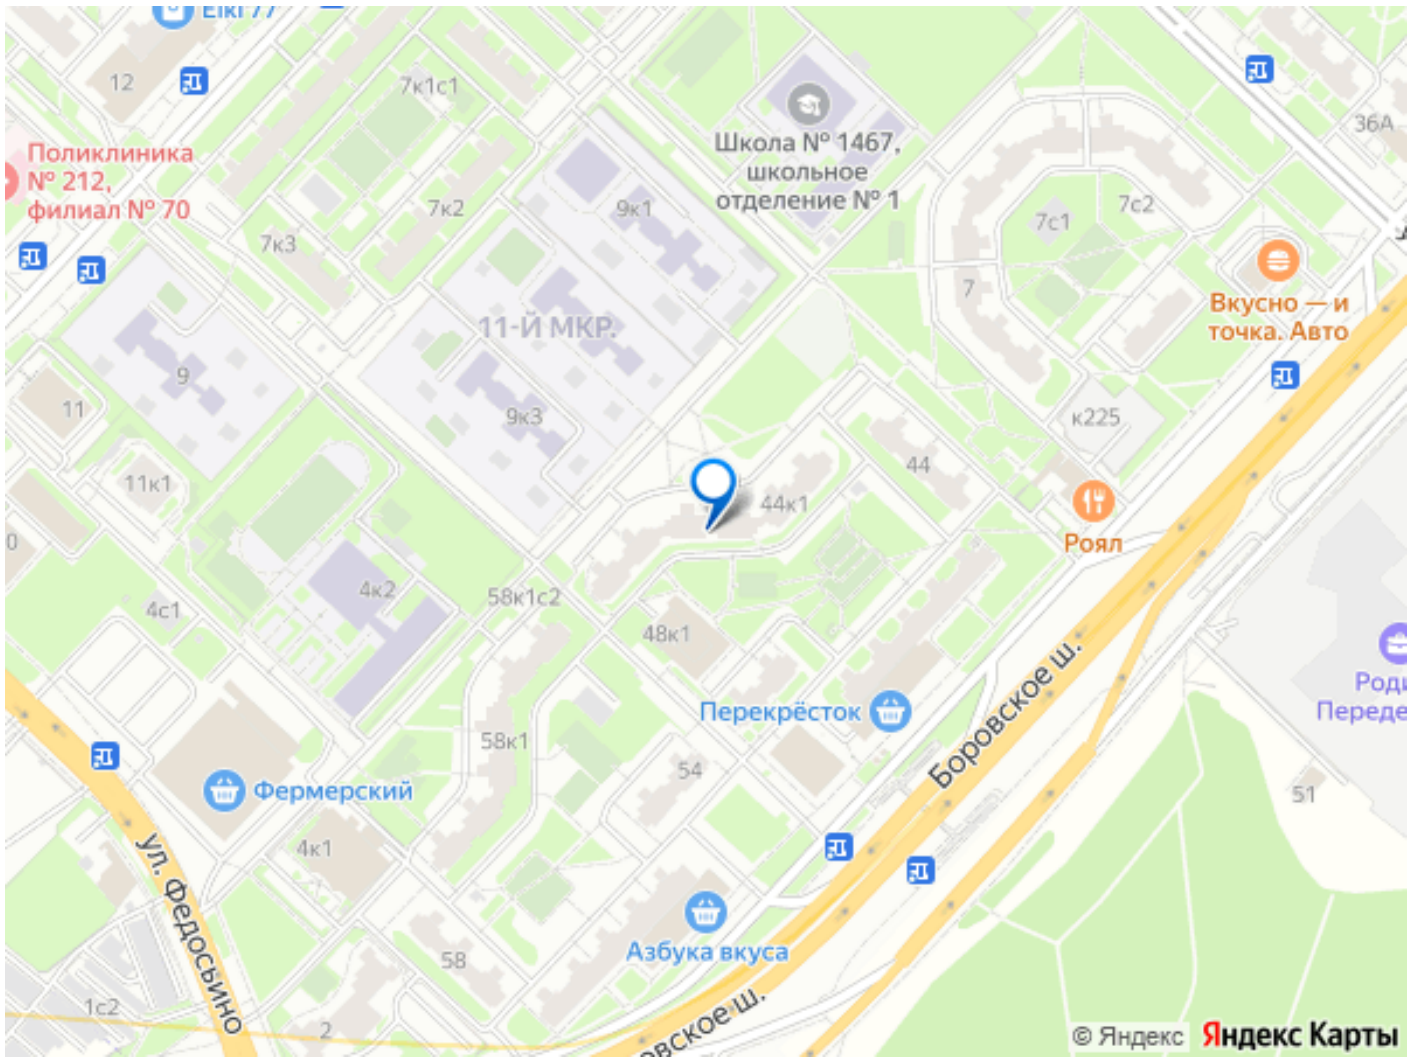 Elki 77
12
7к1с1
36А
Школа № 1467,
школьное
отделение № 1
Поликлиника
№ 212,
филиал № 70
7к2
9к1
7с2
7с1
7к3
7
Вкусно — и
точка. Авто
11-Й МКР.
9
11
9к3
к225
44
11к1
44к1
Роял
0
4к2
58к1с2
4с1
48к1
Боровское ш.
Роди
Переде
Перекрёсток
58к1
54
51
Фермерский
4к1
ул. Федосьино
Азбука вкуса
58
1с2
2
овское ш.
© Яндекс Яндекс Карты